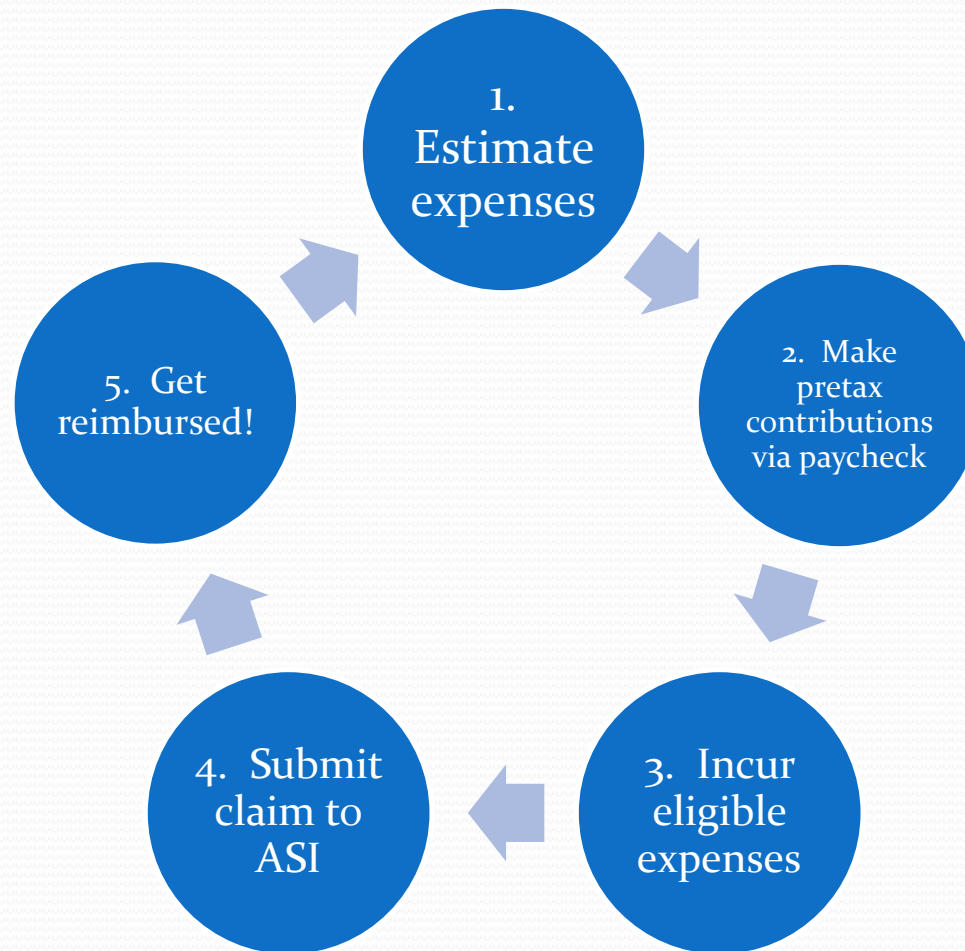 1.
Estimate
expenses
2. Make
pretax
contributions
via paycheck
3. Incur
eligible
expenses
4. Submit
claim to
ASI
5. Get
reimbursed!